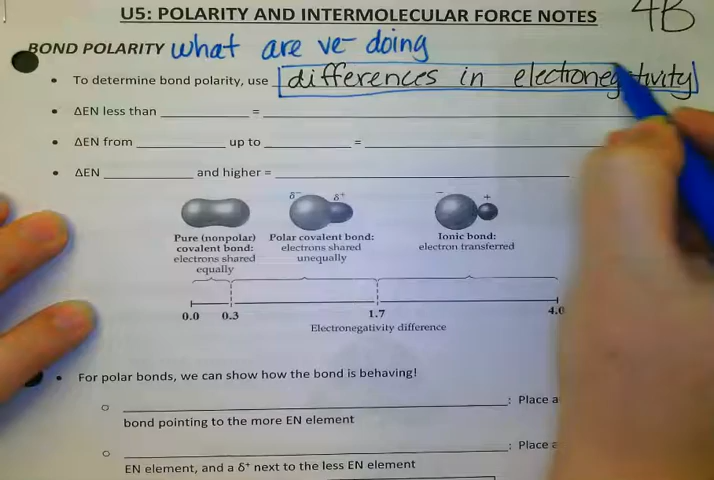 U5: POLARITY AND INTERMOLECULAR FORCE NOTES 4B
BOND POLARITY what are ve- doing
• To determine bond polarity, use differences in electronegativity
• ΔEN less than ____________ = ____________
• ΔEN from ____________ up to ____________ = ____________
• ΔEN ____________ and higher = ____________
δ⁻ δ⁺ − +
Pure (nonpolar) covalent bond: electrons shared equally
Polar covalent bond: electrons shared unequally
Ionic bond: electron transferred
0.0 0.3 1.7 4.0
Electronegativity difference
• For polar bonds, we can show how the bond is behaving!
o ____________: Place a
bond pointing to the more EN element
o ____________: Place
EN element, and a δ⁺ next to the less EN element